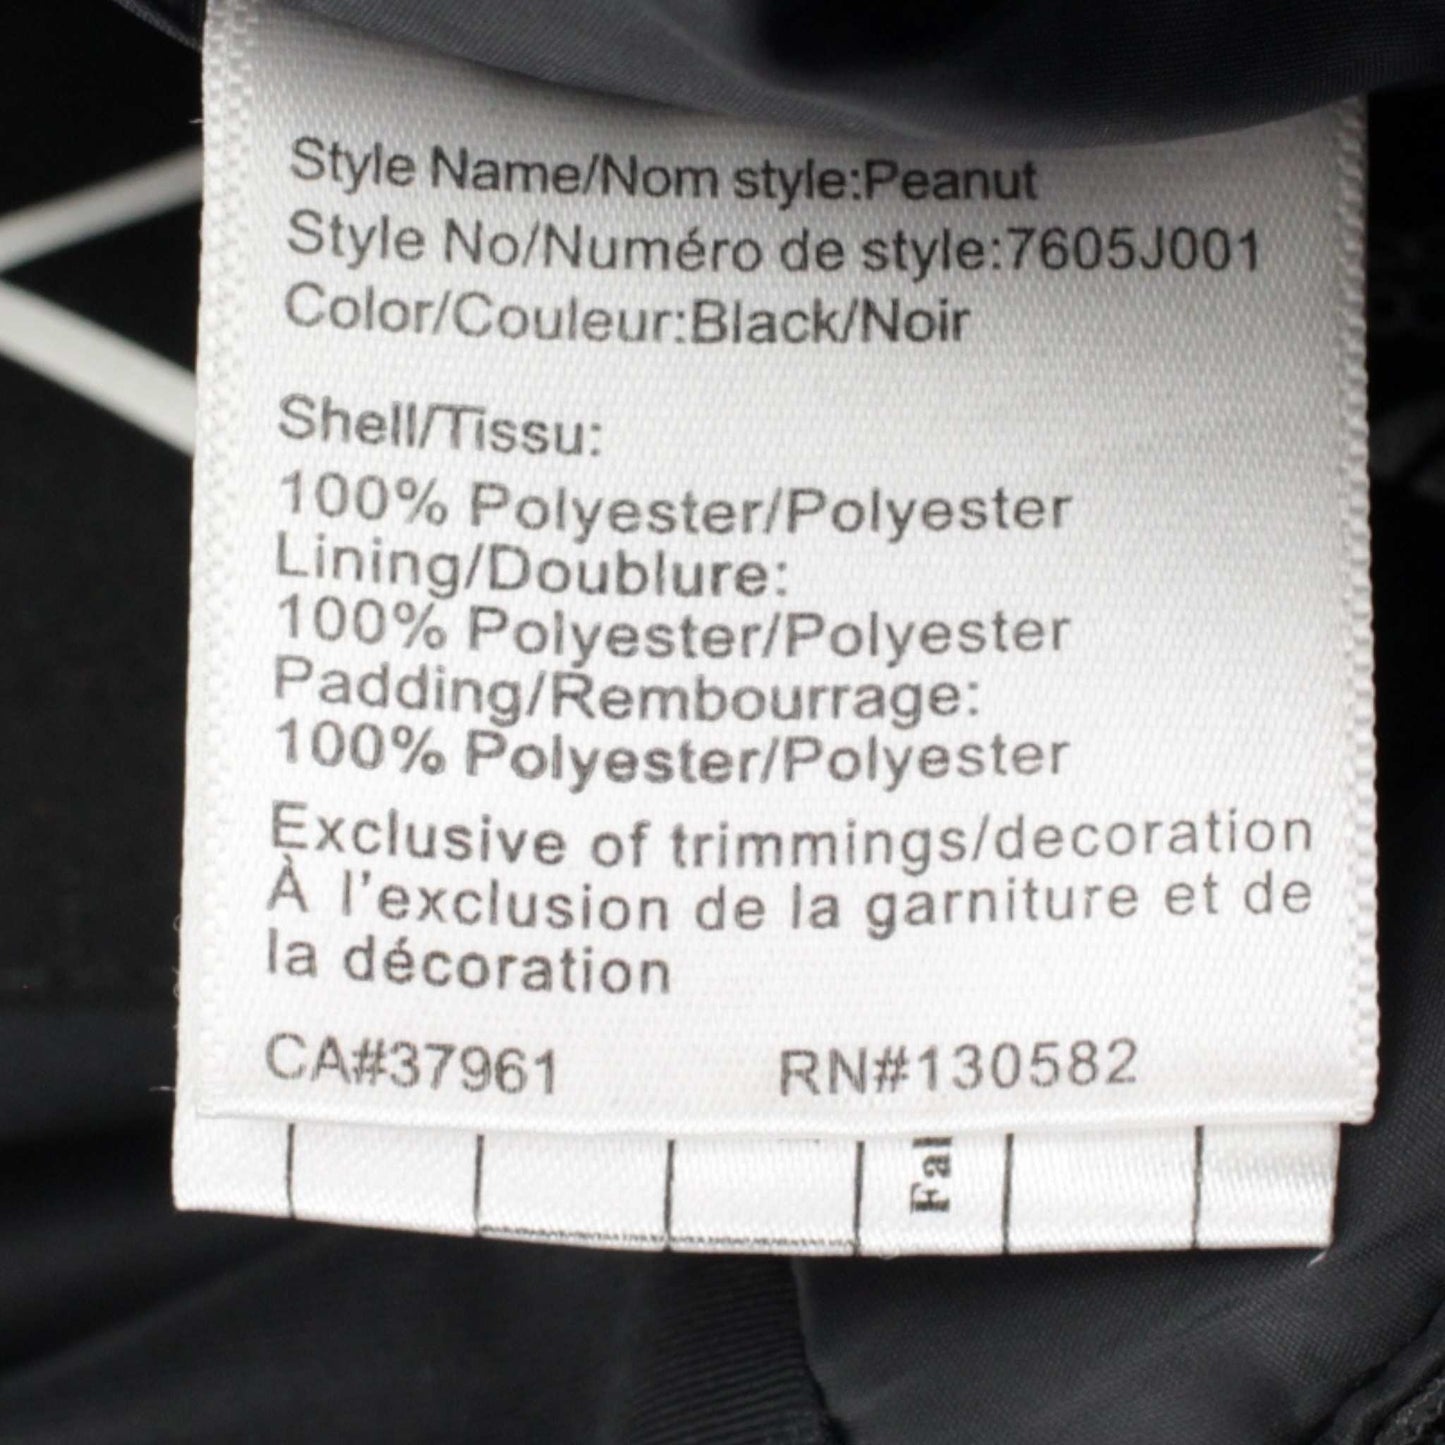 Style Name/Nom style:Peanut
Style No/Numéro de style:7605J001
Color/Couleur:Black/Noir
Shell/Tissu:
100% Polyester/Polyester
Lining/Doublure:
100% Polyester/Polyester
Padding/Rembourrage:
100% Polyester/Polyester
Exclusive of trimmings/decoration
À l'exclusion de la garniture et de
la décoration
CA#37961 RN#130582